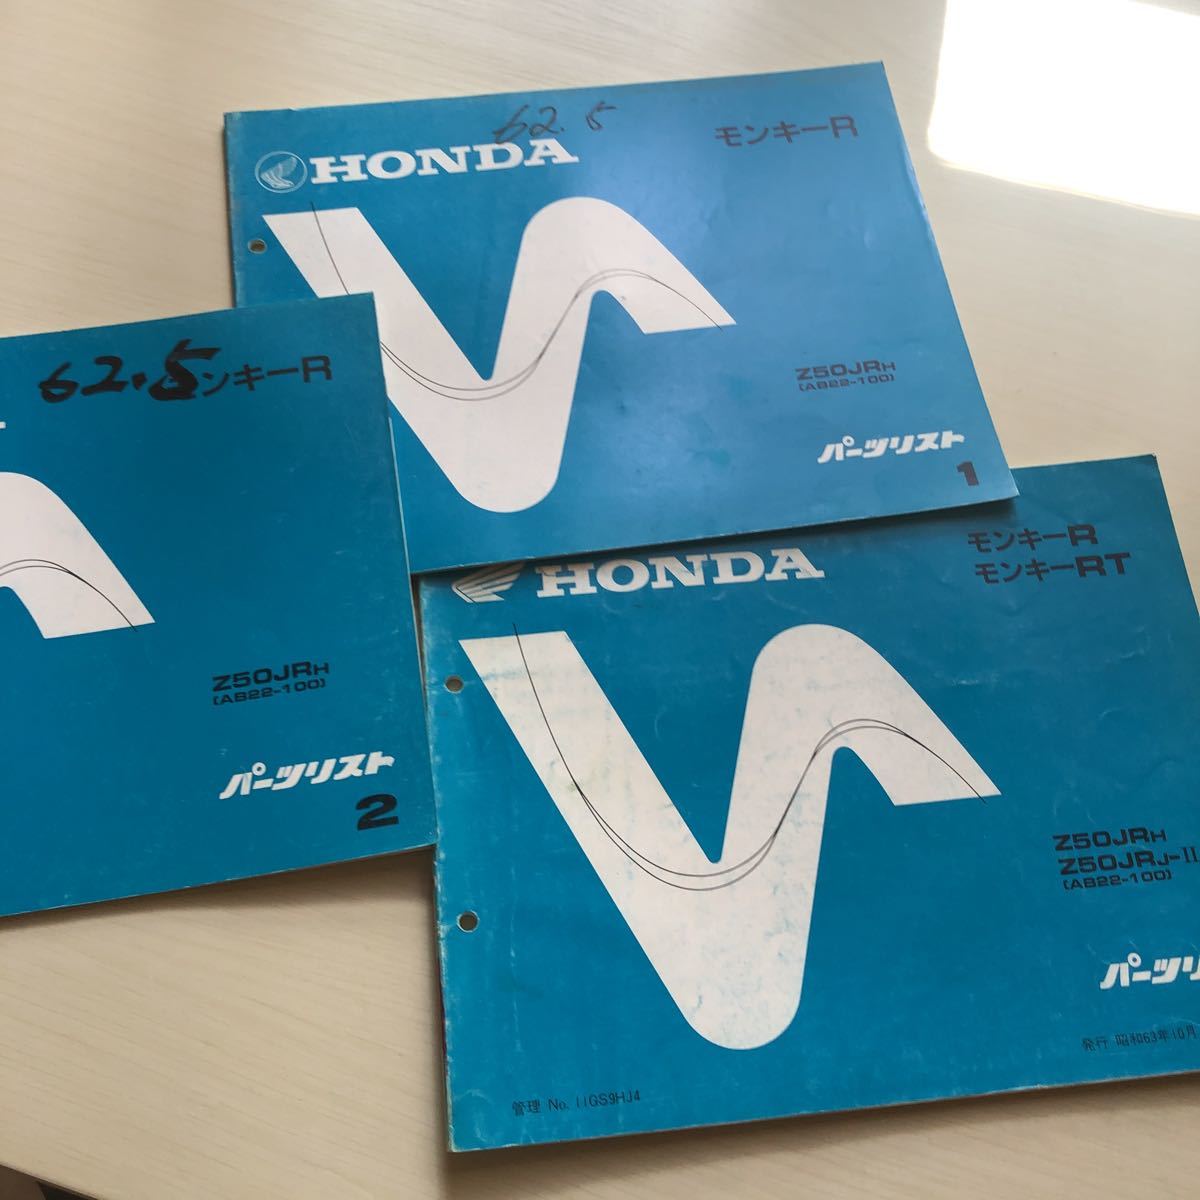 62.5
HONDA
モンキーR
Z50JRH
(AB22-100)
パーツリスト
1
62.5
ンキーR
Z50JRH
(AB22-100)
パーツリスト
2
HONDA
モンキーR
モンキーRT
Z50JRH
Z50JRJ-II
(AB22-100)
パーツリ
発行 昭和63年10月
管理 No. 11GS9HJ4